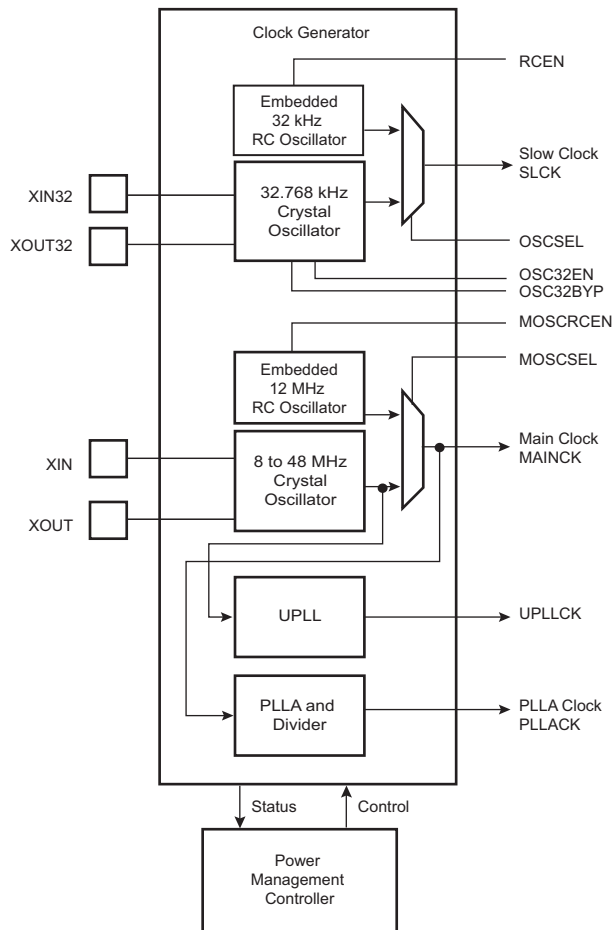 Clock Generator
RCEN
Embedded
32 kHz
RC Oscillator
Slow Clock
SLCK
XIN32
32.768 kHz
Crystal
Oscillator
XOUT32
OSCSEL
OSC32EN
OSC32BYP
MOSCRCEN
MOSCSEL
Embedded
12 MHz
RC Oscillator
Main Clock
MAINCK
XIN
8 to 48 MHz
Crystal
Oscillator
XOUT
UPLL
UPLLCK
PLLA and
Divider
PLLA Clock
PLLACK
Status
Control
Power
Management
Controller